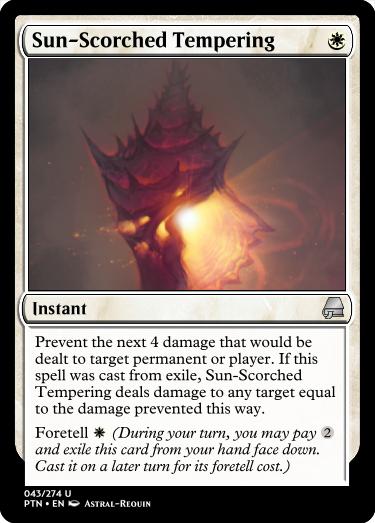 Sun-Scorched Tempering
Instant
Prevent the next 4 damage that would be
dealt to target permanent or player. If this
spell was cast from exile, Sun-Scorched
Tempering deals damage to any target equal
to the damage prevented this way.
Foretell (During your turn, you may pay 2
and exile this card from your hand face down.
Cast it on a later turn for its foretell cost.)
043/274 U
PTN • EN Astral-Requin